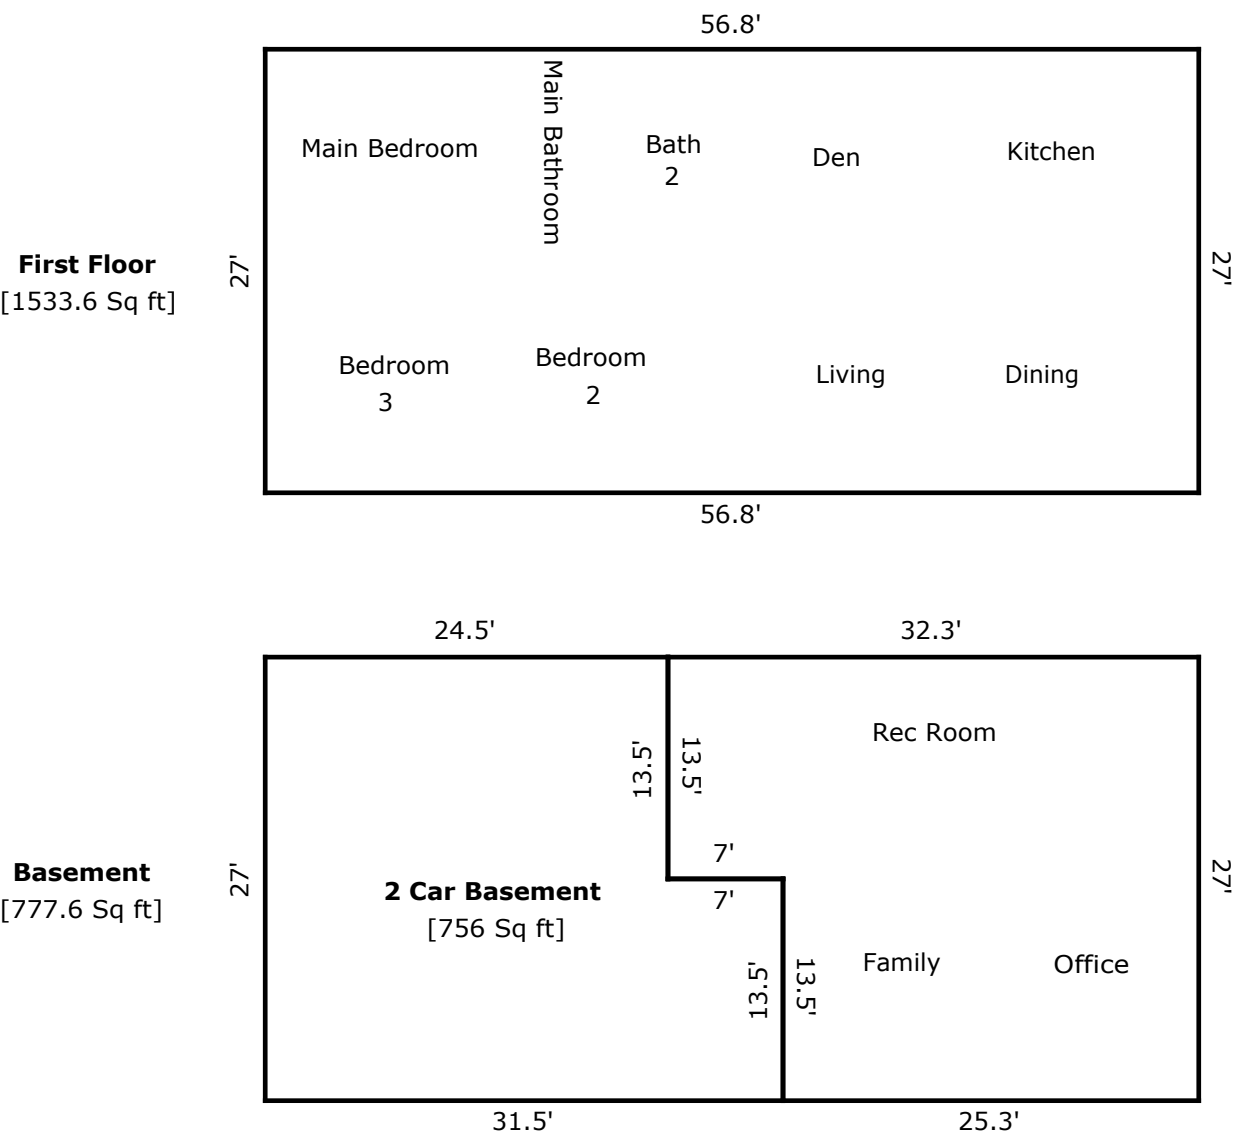 56.8'
Main Bedroom
Main Bathroom
Bath
2
Den
Kitchen
First Floor
[1533.6 Sq ft]
27'
27'
Bedroom
3
Bedroom
2
Living
Dining
56.8'
24.5'
32.3'
Rec Room
13.5'
13.5'
7'
7'
Basement
[777.6 Sq ft]
27'
27'
2 Car Basement
[756 Sq ft]
13.5'
13.5'
Family
Office
31.5'
25.3'